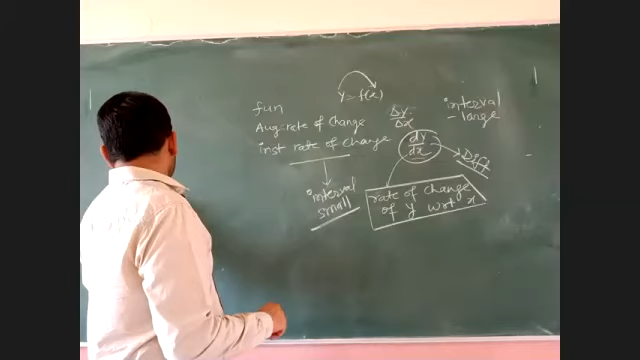 fun
y = f(x)
Aug rate of change
Δy/Δx
interval
- large
inst rate of change
dy/dx
Diff
interval
small
rate of change
of y wrt x